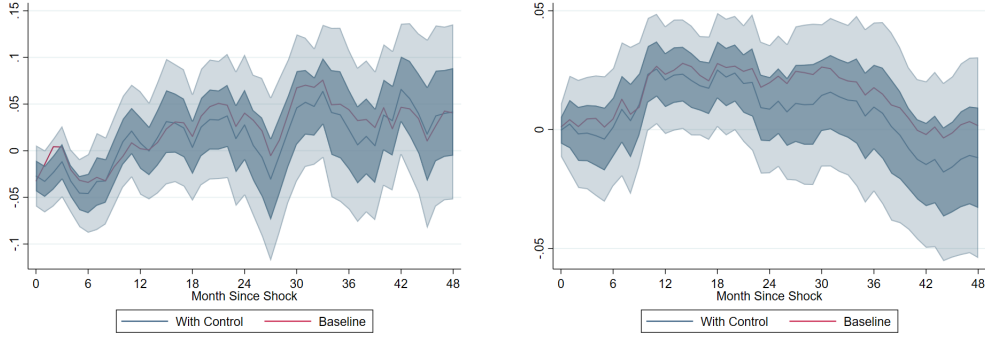 .15
.1
.05
0
-.05
-.1
0 6 12 18 24 30 36 42 48
Month Since Shock
With Control Baseline
.05
0
-.05
0 6 12 18 24 30 36 42 48
Month Since Shock
With Control Baseline